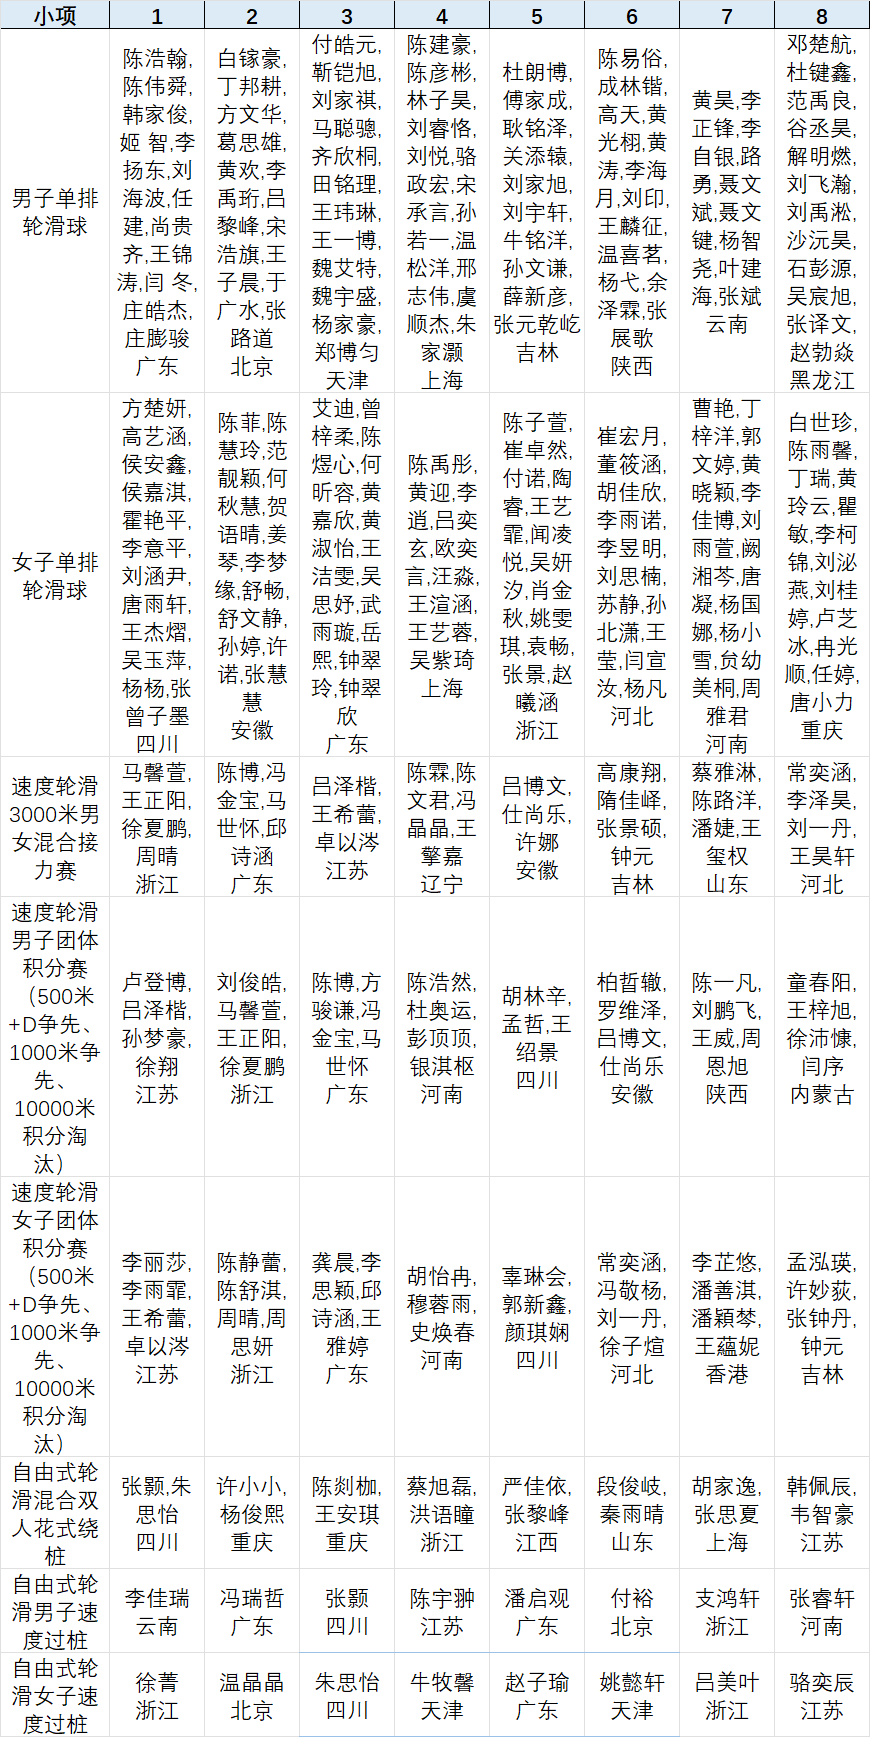 小项 1 2 3 4 5 6 7 8
男子单排
轮滑球
陈浩翰,
陈伟舜,
韩家俊,
姬 智,李
扬东,刘
海波,任
建,尚贵
齐,王锦
涛,闫 冬,
庄皓杰,
庄膨骏
广东
白镓豪,
丁邦耕,
方文华,
葛思雄,
黄欢,李
禹珩,吕
黎峰,宋
浩旗,王
子晨,于
广水,张
路道
北京
付皓元,
靳铠旭,
刘家祺,
马聪骢,
齐欣桐,
田铭理,
王玮琳,
王一博,
魏艾特,
魏宇盛,
杨家豪,
郑博匀
天津
陈建豪,
陈彦彬,
林子昊,
刘睿恪,
刘悦,骆
政宏,宋
承言,孙
若一,温
松洋,邢
志伟,虞
顺杰,朱
家灏
上海
杜朗博,
傅家成,
耿铭泽,
关添辕,
刘家旭,
刘宇轩,
牛铭洋,
孙文谦,
薛新彦,
张元乾屹
吉林
陈易俗,
成林锴,
高天,黄
光栩,黄
涛,李海
月,刘印,
王麟征,
温喜茗,
杨弋,余
泽霖,张
展歌
陕西
黄昊,李
正锋,李
自银,路
勇,聂文
斌,聂文
键,杨智
尧,叶建
海,张斌
云南
邓楚航,
杜键鑫,
范禹良,
谷丞昊,
解明燃,
刘飞瀚,
刘禹淞,
沙沅昊,
石彭源,
吴宸旭,
张译文,
赵勃焱
黑龙江
女子单排
轮滑球
方楚妍,
高艺涵,
侯安鑫,
侯嘉淇,
霍艳平,
李意平,
刘涵尹,
唐雨轩,
王杰熠,
吴玉萍,
杨杨,张
曾子墨
四川
陈菲,陈
慧玲,范
靓颖,何
秋慧,贺
语晴,姜
琴,李梦
缘,舒畅,
舒文静,
孙婷,许
诺,张慧
慧
安徽
艾迪,曾
梓柔,陈
煜心,何
昕容,黄
嘉欣,黄
淑怡,王
洁雯,吴
思妤,武
雨璇,岳
熙,钟翠
玲,钟翠
欣
广东
陈禹彤,
黄迎,李
逍,吕奕
玄,欧奕
言,汪淼,
王渲涵,
王艺蓉,
吴紫琦
上海
陈子萱,
崔卓然,
付诺,陶
睿,王艺
霏,闻凌
悦,吴妍
汐,肖金
秋,姚雯
琪,袁畅,
张景,赵
曦涵
浙江
崔宏月,
董筱涵,
胡佳欣,
李雨诺,
李昱明,
刘思楠,
苏静,孙
北潇,王
莹,闫宣
汝,杨凡
河北
曹艳,丁
梓洋,郭
文婷,黄
晓颖,李
佳博,刘
雨萱,阙
湘芩,唐
凝,杨国
娜,杨小
雪,贠幼
美桐,周
雅君
河南
白世珍,
陈雨馨,
丁瑞,黄
玲云,瞿
敏,李柯
锦,刘泌
燕,刘桂
婷,卢芝
冰,冉光
顺,任婷,
唐小力
重庆
速度轮滑
3000米男
女混合接
力赛
马馨萱,
王正阳,
徐夏鹏,
周晴
浙江
陈博,冯
金宝,马
世怀,邱
诗涵
广东
吕泽楷,
王希蕾,
卓以涔
江苏
陈霖,陈
文君,冯
晶晶,王
擎嘉
辽宁
吕博文,
仕尚乐,
许娜
安徽
高康翔,
隋佳峄,
张景硕,
钟元
吉林
蔡雅淋,
陈路洋,
潘婕,王
玺权
山东
常奕涵,
李泽昊,
刘一丹,
王昊轩
河北
速度轮滑
男子团体
积分赛
（500米
+D争先、
1000米争
先、
10000米
积分淘
汰）
卢登博,
吕泽楷,
孙梦豪,
徐翔
江苏
刘俊皓,
马馨萱,
王正阳,
徐夏鹏
浙江
陈博,方
骏谦,冯
金宝,马
世怀
广东
陈浩然,
杜奥运,
彭顶顶,
银淇枢
河南
胡林辛,
孟哲,王
绍景
四川
柏哲辙,
罗维泽,
吕博文,
仕尚乐
安徽
陈一凡,
刘鹏飞,
王威,周
恩旭
陕西
童春阳,
王梓旭,
徐沛慷,
闫序
内蒙古
速度轮滑
女子团体
积分赛
（500米
+D争先、
1000米争
先、
10000米
积分淘
汰）
李丽莎,
李雨霏,
王希蕾,
卓以涔
江苏
陈静蕾,
陈舒淇,
周晴,周
思妍
浙江
龚晨,李
思颖,邱
诗涵,王
雅婷
广东
胡怡冉,
穆蓉雨,
史焕春
河南
辜琳会,
郭新鑫,
颜琪娴
四川
常奕涵,
冯敬杨,
刘一丹,
徐子煊
河北
李芷悠,
潘善淇,
潘穎琴,
王蘊妮
香港
孟泓瑛,
许妙荻,
张钟丹,
钟元
吉林
自由式轮
滑混合双
人花式绕
桩
张颢,朱
思怡
四川
许小小,
杨俊熙
重庆
陈剡枷,
王安琪
重庆
蔡旭磊,
洪语瞳
浙江
严佳依,
张黎峰
江西
段俊岐,
秦雨晴
山东
胡家逸,
张思夏
上海
韩佩辰,
韦智豪
江苏
自由式轮
滑男子速
度过桩
李佳瑞
云南
冯瑞哲
广东
张颢
四川
陈宇翀
江苏
潘启观
广东
付裕
北京
支鸿轩
浙江
张睿轩
河南
自由式轮
滑女子速
度过桩
徐菁
浙江
温晶晶
北京
朱思怡
四川
牛牧馨
天津
赵子瑜
广东
姚懿轩
天津
吕美叶
浙江
骆奕辰
江苏